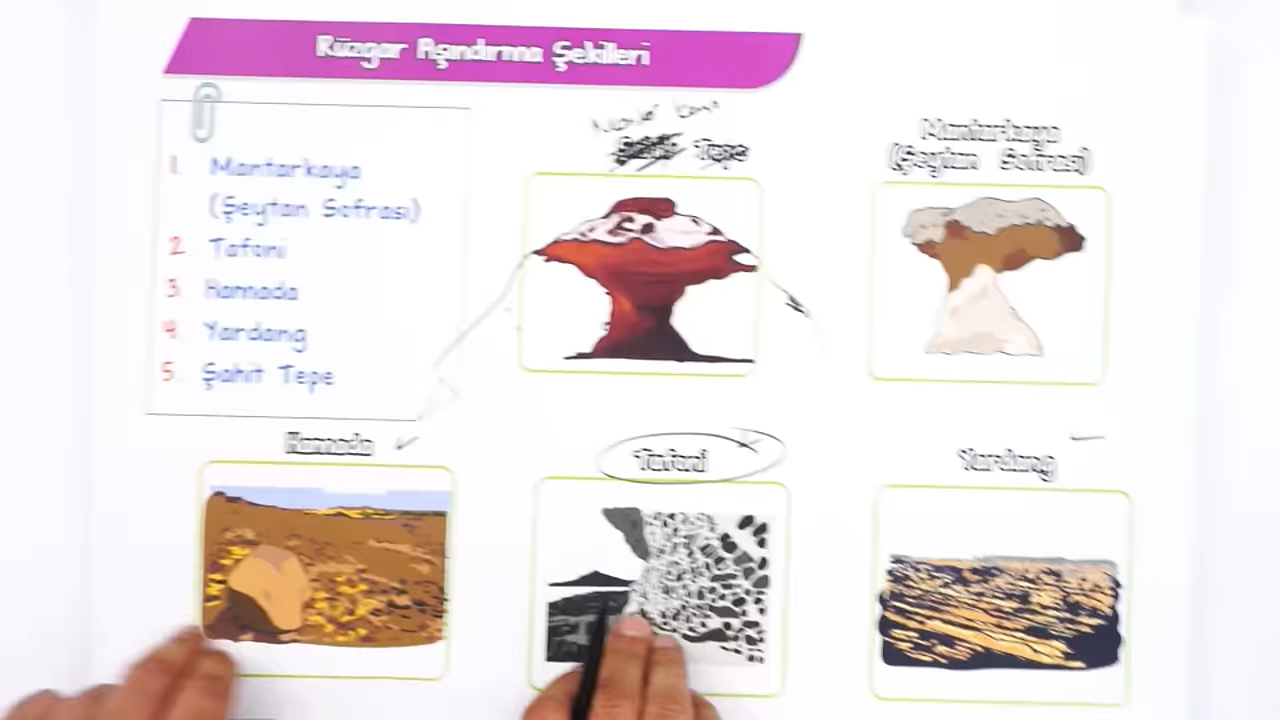 Rüzgar Aşındırma Şekilleri
1. Mantarkaya
(Şeytan Sofrası)
2. Tafoni
3. Hamada
4. Yardang
5. Şahit Tepe
Tepe
Mantarkaya
(Şeytan Sofrası)
Hamada
Tafoni
Yardang